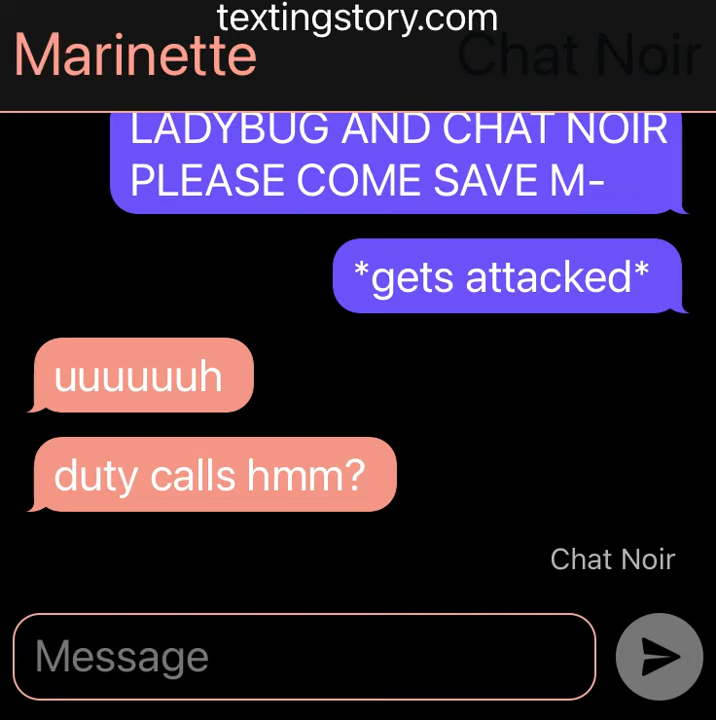 textingstory.com
Marinette
Chat Noir
LADYBUG AND CHAT NOIR
PLEASE COME SAVE M-
*gets attacked*
uuuuuuh
duty calls hmm?
Chat Noir
Message